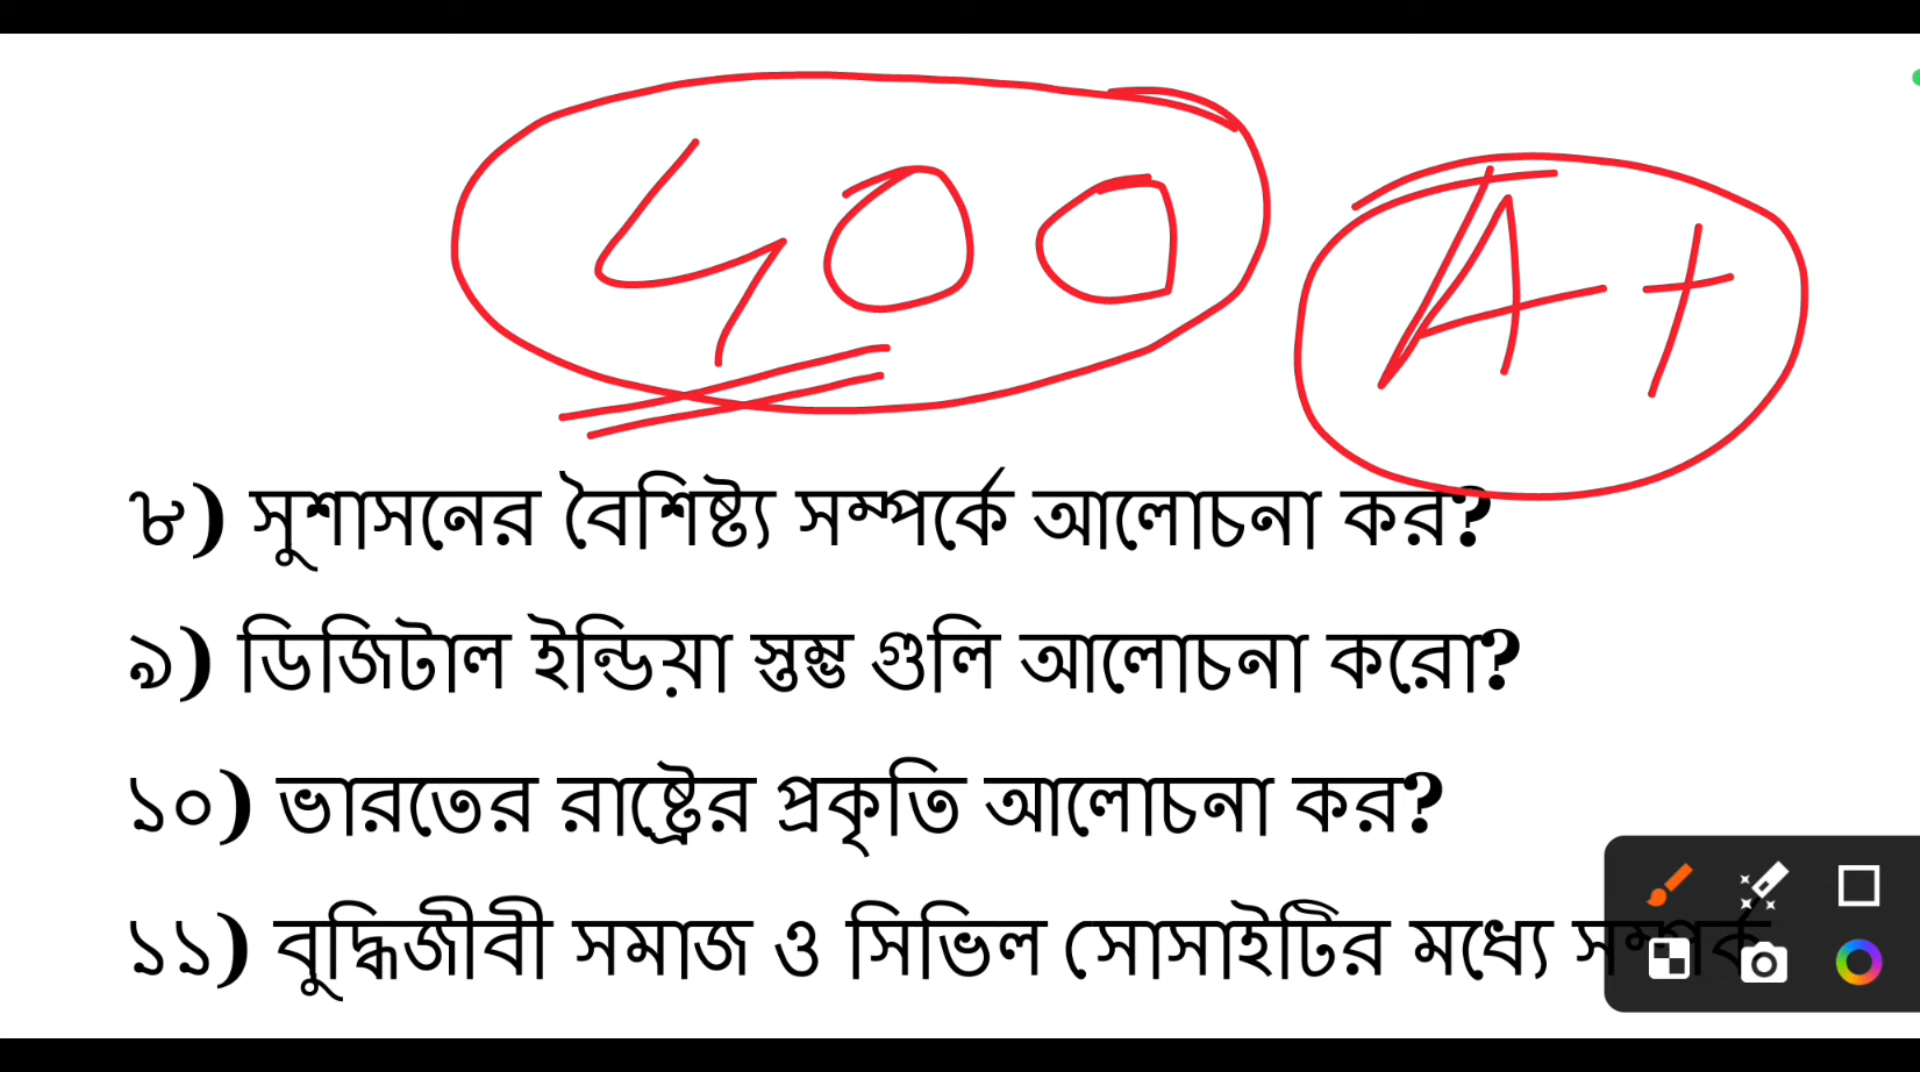 400 A+
৮) সুশাসনের বৈশিষ্ট্য সম্পর্কে আলোচনা কর?
৯) ডিজিটাল ইন্ডিয়া স্তম্ভ গুলি আলোচনা করো?
১০) ভারতের রাষ্ট্রের প্রকৃতি আলোচনা কর?
১১) বুদ্ধিজীবী সমাজ ও সিভিল সোসাইটির মধ্যে সম্পর্ক